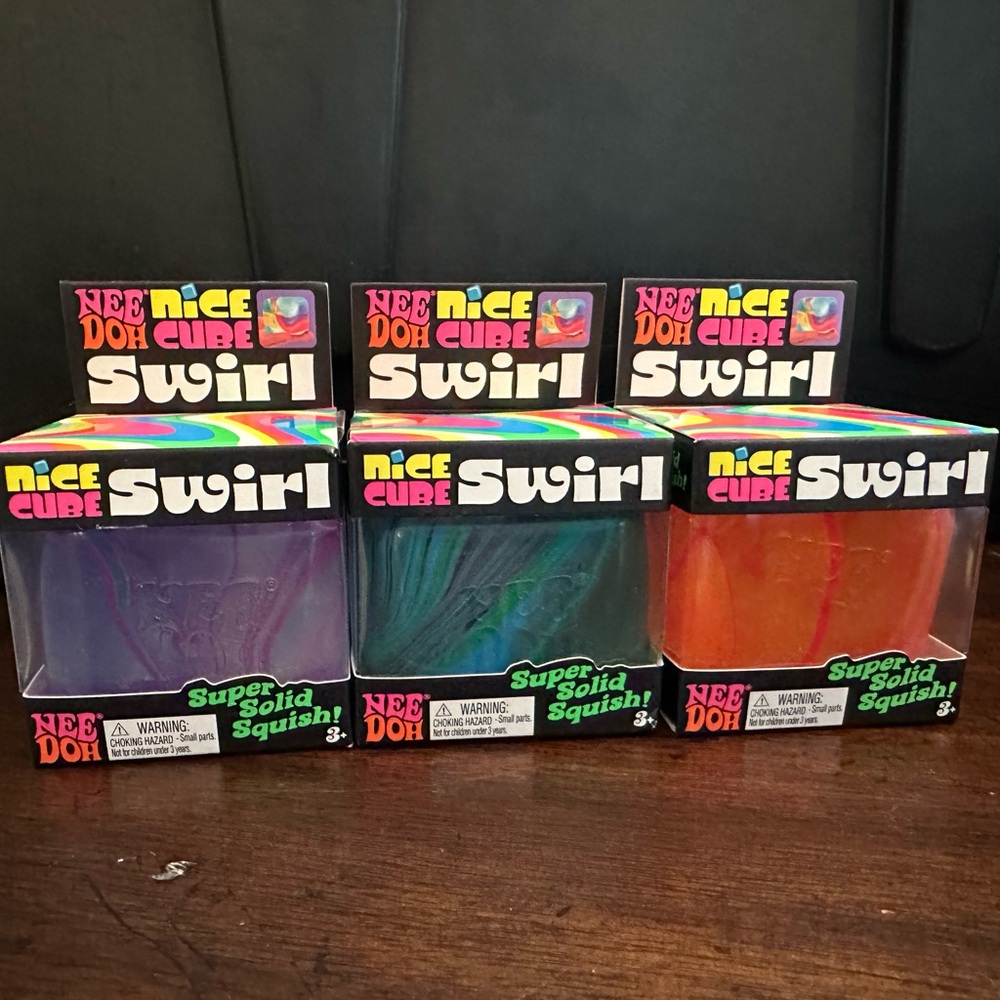 NEE® NICE
DOH CUBE
Swirl
NICE
CUBE Swirl
NEE®
DOH
WARNING:
CHOKING HAZARD - Small parts.
Not for children under 3 years.
Super
Solid
Squish!
3+
NEE® NICE
DOH CUBE
Swirl
NICE
CUBE Swirl
NEE®
DOH
WARNING:
CHOKING HAZARD - Small parts.
Not for children under 3 years.
Super
Solid
Squish!
3+
NEE® NICE
DOH CUBE
Swirl
NICE
CUBE Swirl
NEE®
DOH
WARNING:
CHOKING HAZARD - Small parts.
Not for children under 3 years.
Super
Solid
Squish!
3+